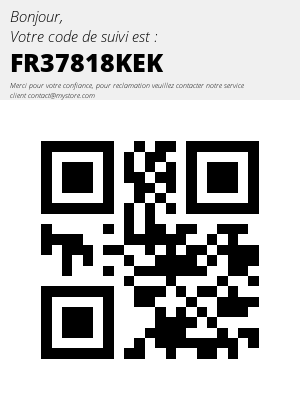 Bonjour,
Votre code de suivi est :
FR37818KEK
Merci pour votre confiance, pour reclamation veuillez contacter notre service
client contact@mystore.com